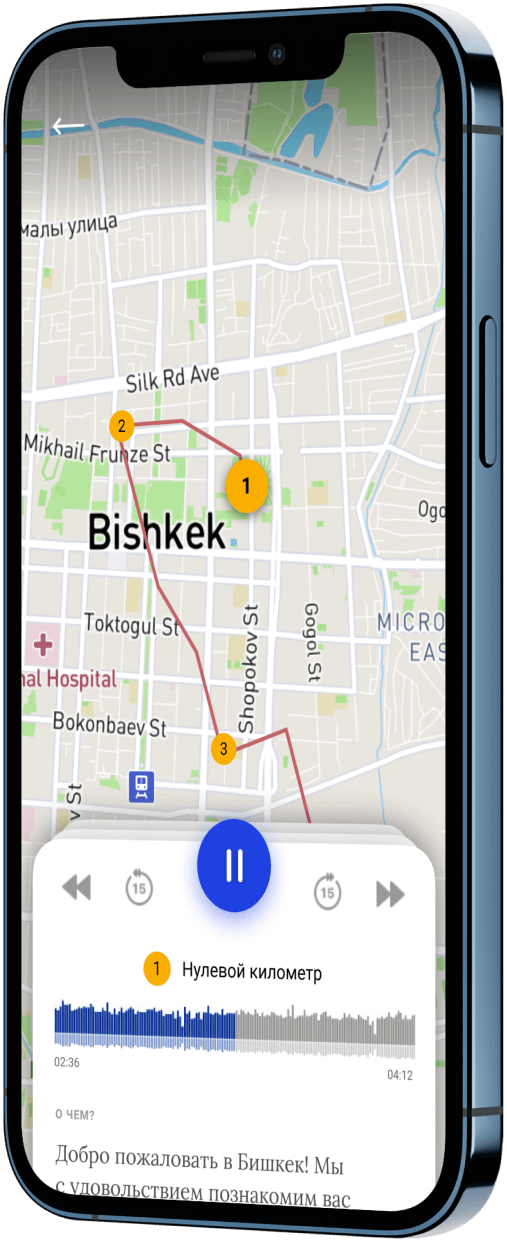 малы улица
Silk Rd Ave
2
Mikhail Frunze St
1
Ogo
Bishkek
Toktogul St
MICRO
EAS
Shopokov St
Gogol St
nal Hospital
Bokonbaev St
3
v St
15
15
1 Нулевой километр
02:36
04:12
О ЧЕМ?
Добро пожаловать в Бишкек! Мы
с удовольствием познакомим вас